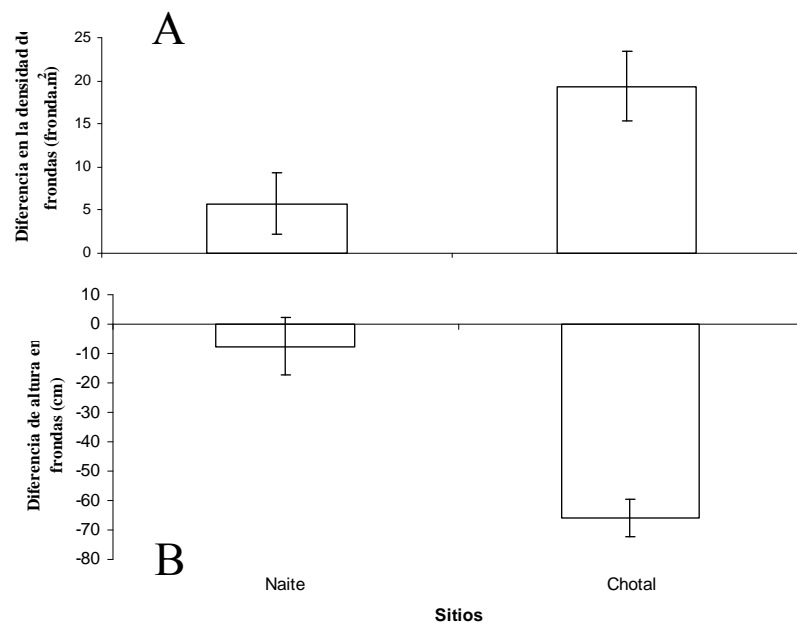 A
Diferencia en la densidad de
frondas (fronda.m2)
25
20
15
10
5
0
Diferencia de altura en
frondas (cm)
10
0
-10
-20
-30
-40
-50
-60
-70
-80
B
Naite
Chotal
Sitios